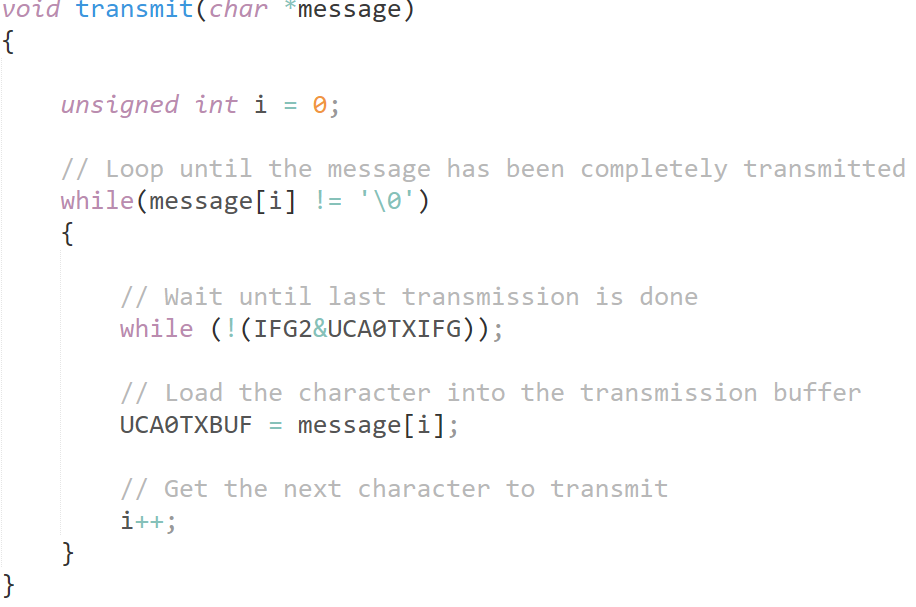 void transmit(char *message)
{
unsigned int i = 0;
// Loop until the message has been completely transmitted
while(message[i] != '\0')
{
// Wait until last transmission is done
while (!(IFG2&UCA0TXIFG));
// Load the character into the transmission buffer
UCA0TXBUF = message[i];
// Get the next character to transmit
i++;
}
}